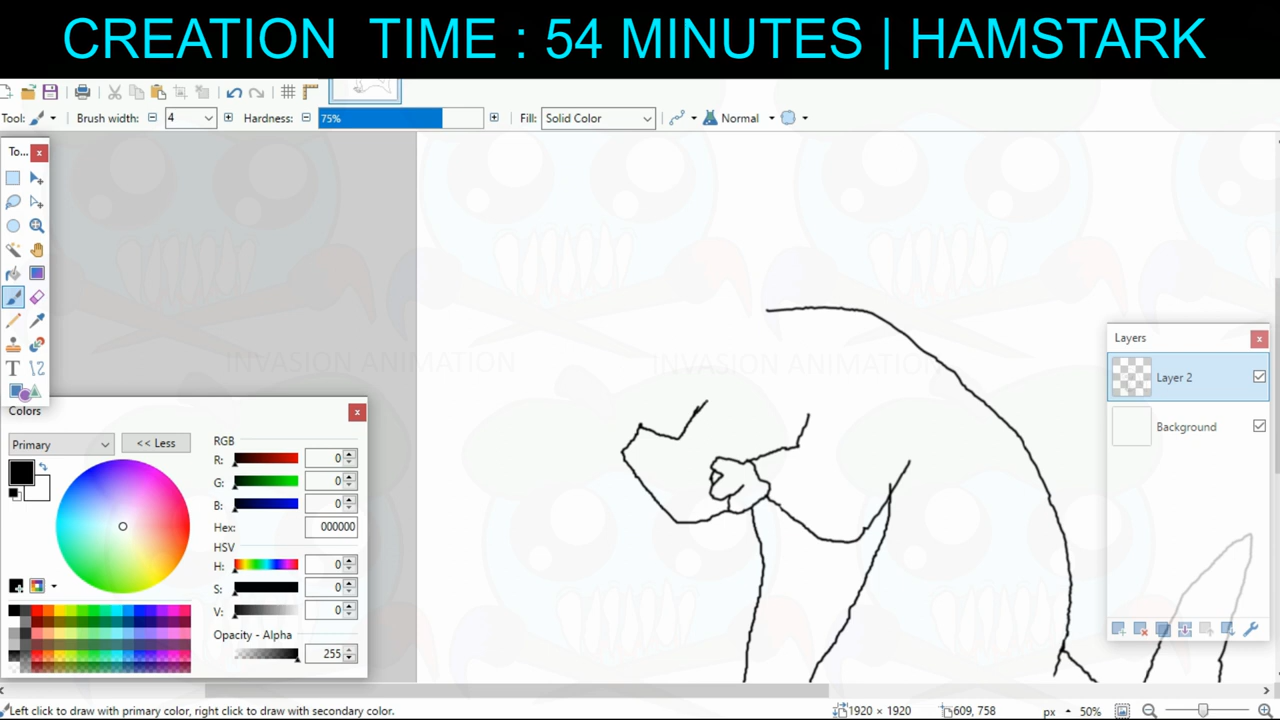 CREATION TIME : 54 MINUTES | HAMSTARK
Tool: Brush width: 4 Hardness: 75% Fill: Solid Color Normal
To...
INVASION ANIMATION INVASION ANIMATION
Layers
Layer 2
Background
Colors
Primary
<< Less
RGB
R: 0
G: 0
B: 0
Hex: 000000
HSV
H: 0
S: 0
V: 0
Opacity - Alpha
255
Left click to draw with primary color, right click to draw with secondary color. 1920 × 1920 609, 758 px 50%